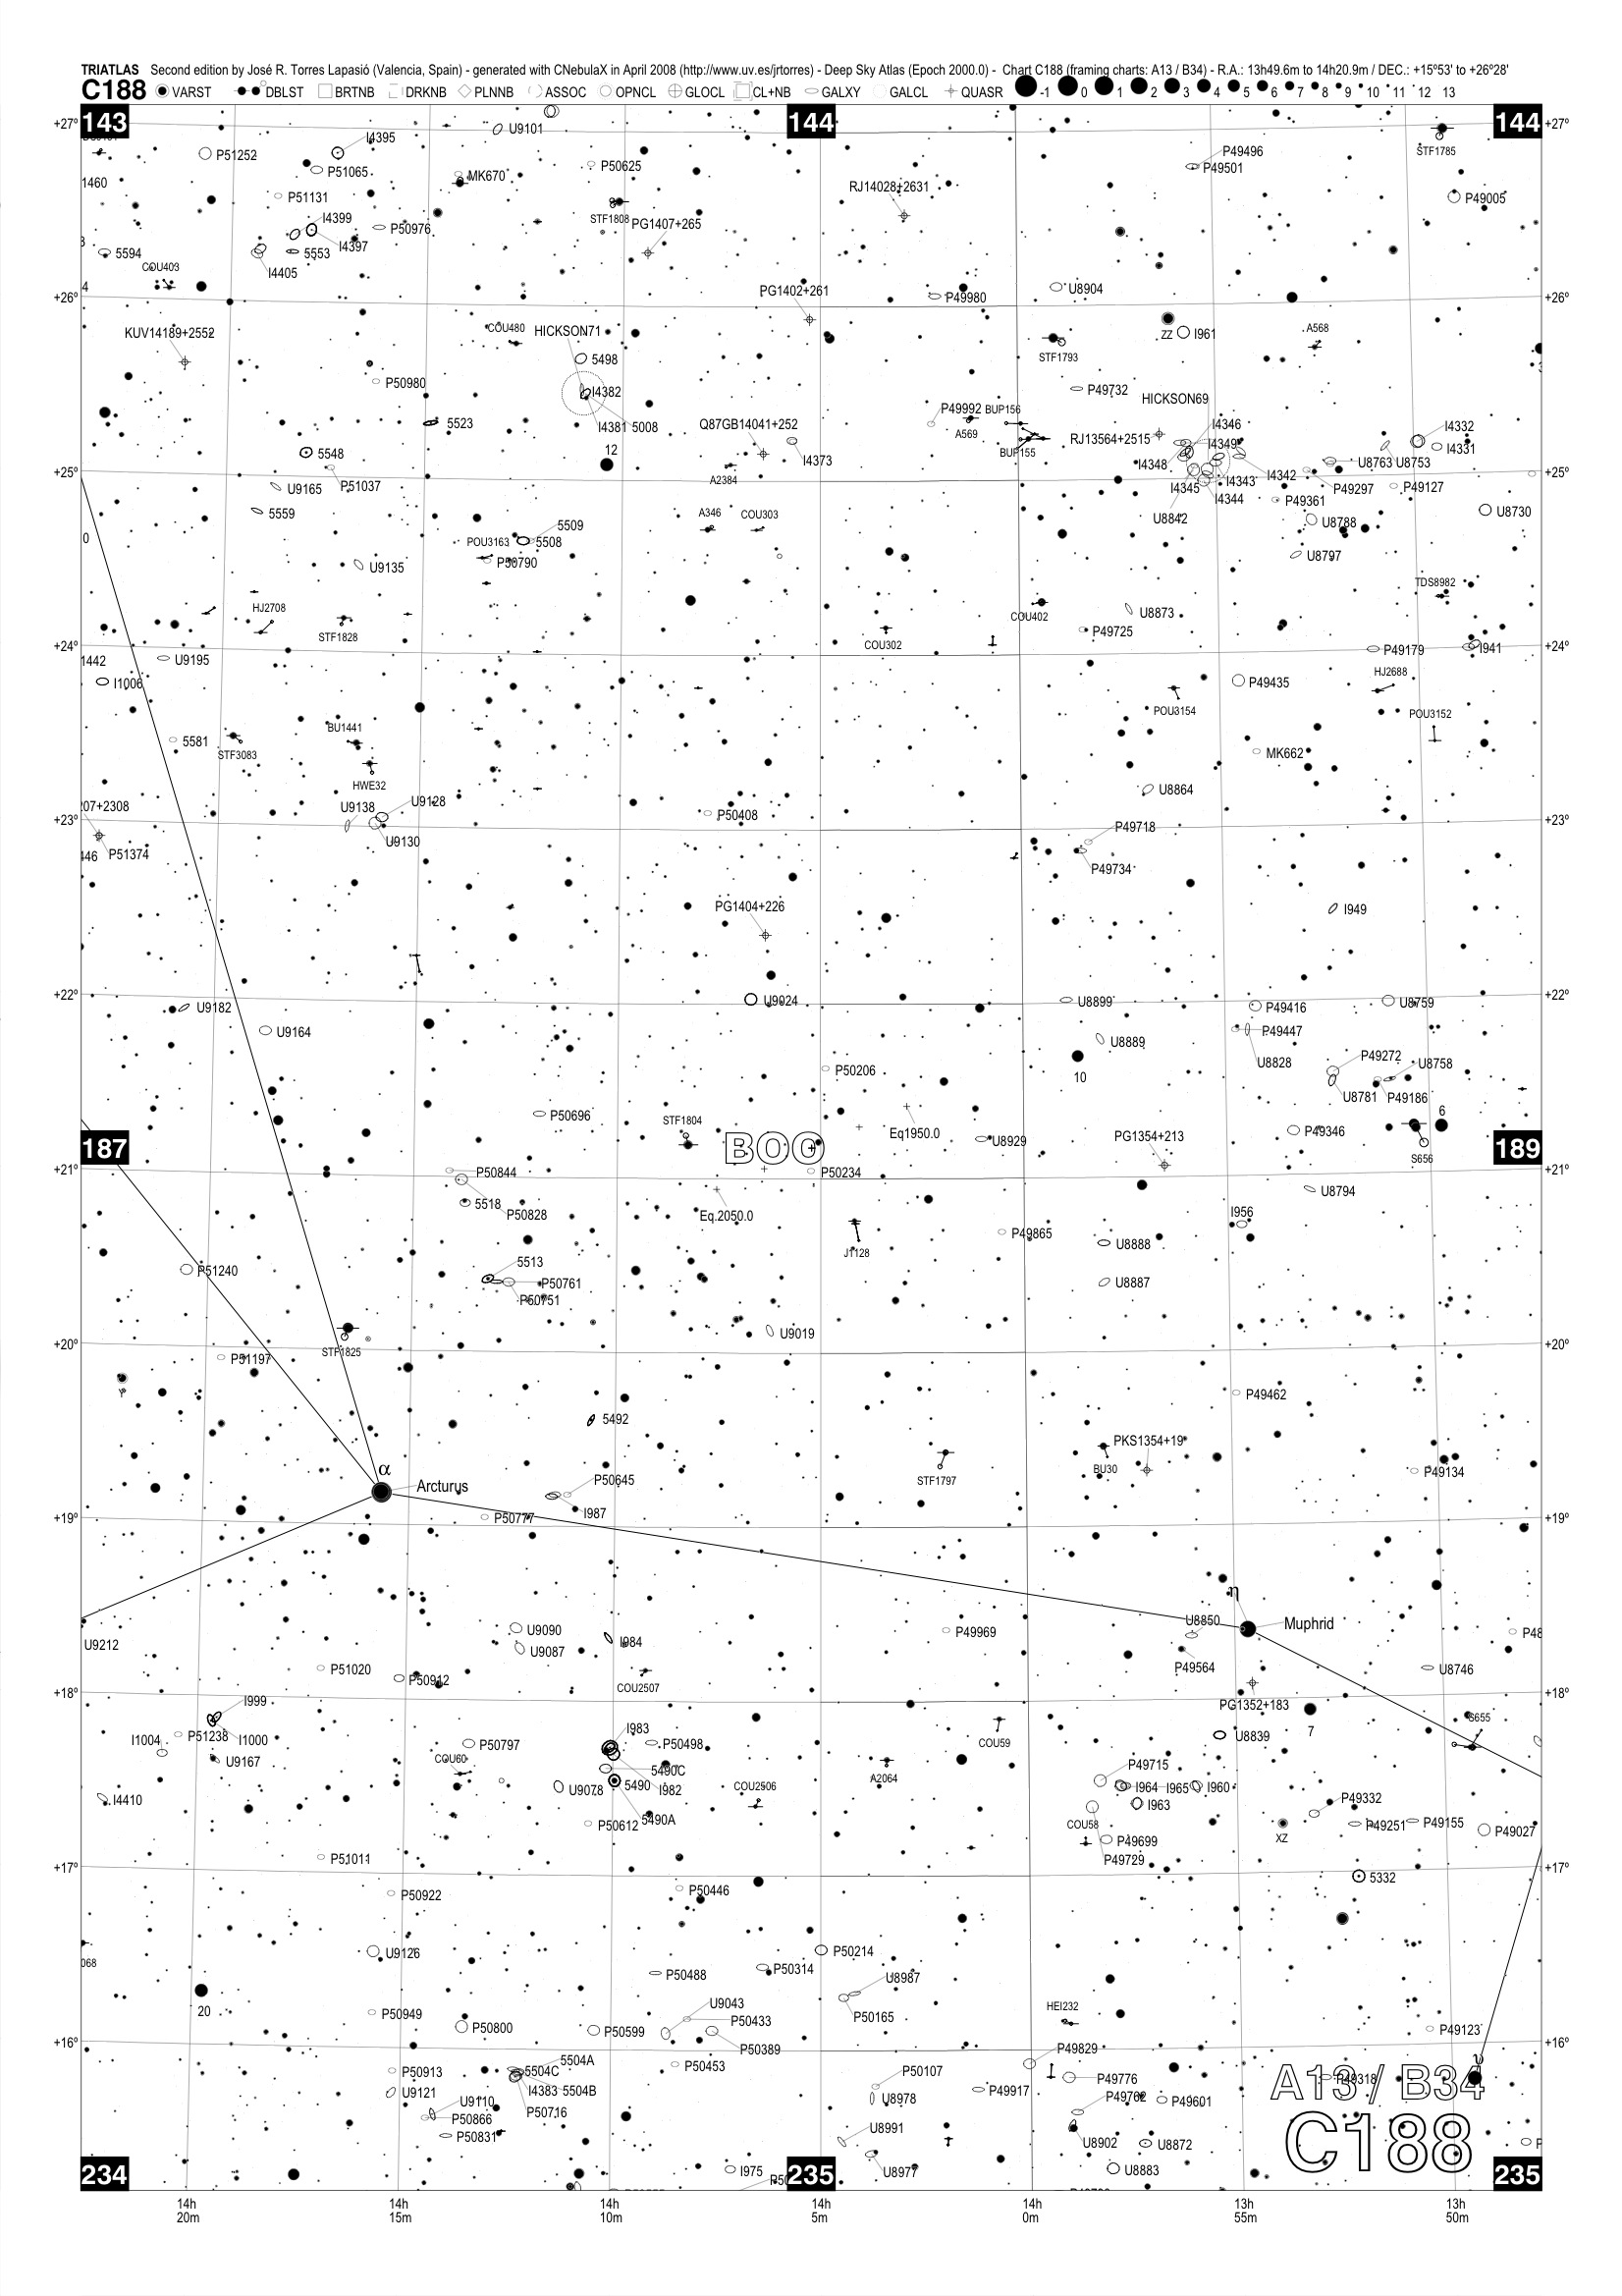 TRIATLAS Second edition by José R. Torres Lapasió (Valencia, Spain) - generated with CNebulaX in April 2008 (http://www.uv.es/jrtorres) - Deep Sky Atlas (Epoch 2000.0) - Chart C188 (framing charts: A13 / B34) - R.A.: 13h49.6m to 14h20.9m / DEC.: +15°53' to +26°28'
C188 VARST DBLST BRTNB DRKNB PLNNB ASSOC OPNCL GLOCL CL+NB GALXY GALCL QUASR -1 0 1 2 3 4 5 6 7 8 9 10 11 12 13
143 144 144
+27° U9101 +27°
I4395 STF1785
P51252 P51065 P50625 P49496
P49501
1460 MK670 RJ14028+2631
P51131 P49005
I4399 STF1808 PG1407+265
I4397 P50976
5594 5553
COU403 I4405
+26° 4 PG1402+261 P49980 U8904 +26°
KUV14189+2552 COU480 HICKSON71 ZZ I961 A568
5498 STF1793
P50980 I4382 P49732
HICKSON69
5523 I4381 5008 Q87GB14041+252 P49992 BUP156 I4346 I4332
12 A569 RJ13564+2515 I4349 I4331
5548 I4373 BUP155 I4348 U8763 U8753
+25° P51037 A2384 I4342 P49297 P49127 +25°
U9165 I4345 I4343 P49361
I4344
5559 A346 COU303 U8842 U8788 U8730
0 5509
POU3163 5508
U9135 P50790 U8797
TDS8982
HJ2708 COU402 U8873
STF1828 P49725
+24° COU302 P49179 I941 +24°
1442 U9195
I1006 P49435 HJ2688
POU3154 POU3152
BU1441
5581 STF3083 MK662
HWE32
207+2308 U9138 U9128 P50408 U8864
+23° U9130 P49718 +23°
446 P51374 P49734
PG1404+226 I949
+22° U9182 U9024 U8899 P49416 U8759 +22°
U9164 U8889 P49447
U8828 P49272 U8758
P50206 10
U8781 P49186
P50696 STF1804 Eq1950.0 6
187 BOO U8929 PG1354+213 P49346 189
S656
+21° P50844 P50234 +21°
5518 U8794
P50828 Eq.2050.0 I956
J1128 P49865 U8888
P51240 5513
P50761 U8887
P50751
+20° STF1825 U9019 +20°
P51197
Y P49462
5492
PKS1354+19
α BU30
Arcturus P50645 STF1797 P49134
+19° P50777 I987 +19°
η
U8850 Muphrid
U9212 U9090 I984 P49969 P48
U9087 P49564
P51020 U8746
+18° P50912 COU2507 +18°
I999 PG1352+183
I1004 P51238 I1000 I983 7 S655
P50797 P50498 COU59 U8839
U9167 COU60 5490C P49715
U9078 5490 I982 COU2506 A2064 I964 I965 I960
I4410 I963 P49332
P50612 5490A COU58 P49251 P49155
P49699 P49027
P51011 P49729 XZ
+17° 5332 +17°
P50922 P50446
U9126 P50214
068 P50488 P50314
U8987
20 U9043 HEI232
P50949 P50433 P50165
+16° P50800 P50599 P50389 P49123 +16°
P49829 υ
5504A P50453
P50913 5504C P50107 P49776 P49318 A13 / B34
U9121 I4383 5504B P49917 P49762
U9110 P50716 U8978 P49601
P50866
P50831 U8991 U8902 U8872 C188
234 I975 235 U8977 U8883 235
14h 14h 14h 14h 14h 13h 13h
20m 15m 10m 5m 0m 55m 50m